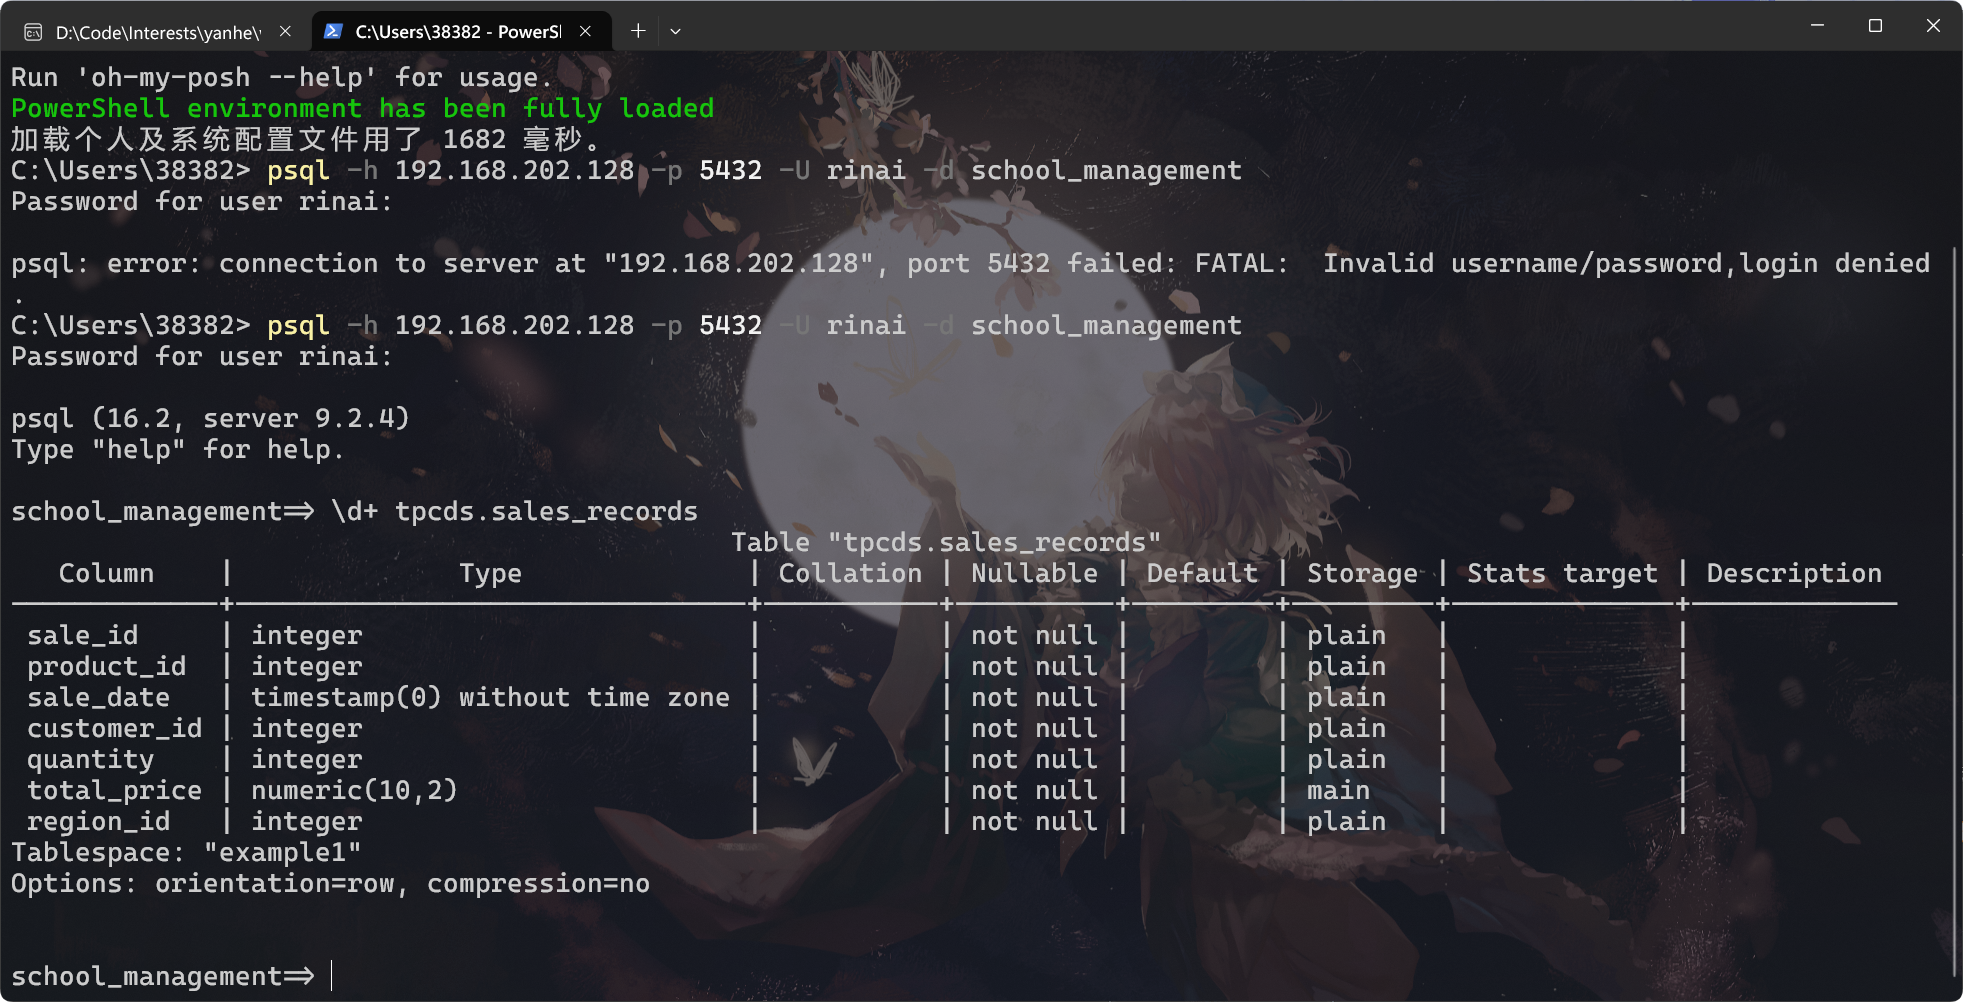 D:\Code\Interests\yanhe\
C:\Users\38382 - PowerSl
Run 'oh-my-posh --help' for usage.
PowerShell environment has been fully loaded
加载个人及系统配置文件用了 1682 毫秒。
C:\Users\38382> psql -h 192.168.202.128 -p 5432 -U rinai -d school_management
Password for user rinai:
psql: error: connection to server at "192.168.202.128", port 5432 failed: FATAL:  Invalid username/password,login denied
.
C:\Users\38382> psql -h 192.168.202.128 -p 5432 -U rinai -d school_management
Password for user rinai:
psql (16.2, server 9.2.4)
Type "help" for help.
school_management=> \d+ tpcds.sales_records
Table "tpcds.sales_records"
Column | Type | Collation | Nullable | Default | Storage | Stats target | Description
sale_id | integer | | not null | | plain | |
product_id | integer | | not null | | plain | |
sale_date | timestamp(0) without time zone | | not null | | plain | |
customer_id | integer | | not null | | plain | |
quantity | integer | | not null | | plain | |
total_price | numeric(10,2) | | not null | | main | |
region_id | integer | | not null | | plain | |
Tablespace: "example1"
Options: orientation=row, compression=no
school_management=>